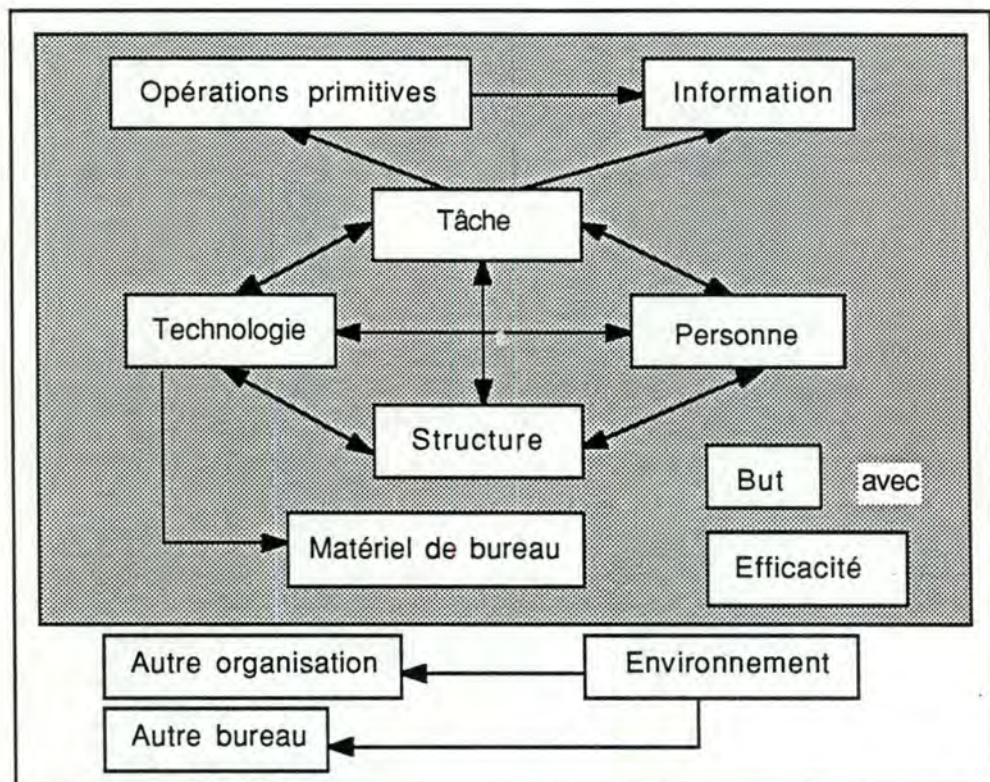 Opérations primitives
Information
Tâche
Technologie
Personne
Structure
But
avec
Matériel de bureau
Efficacité
Autre organisation
Environnement
Autre bureau